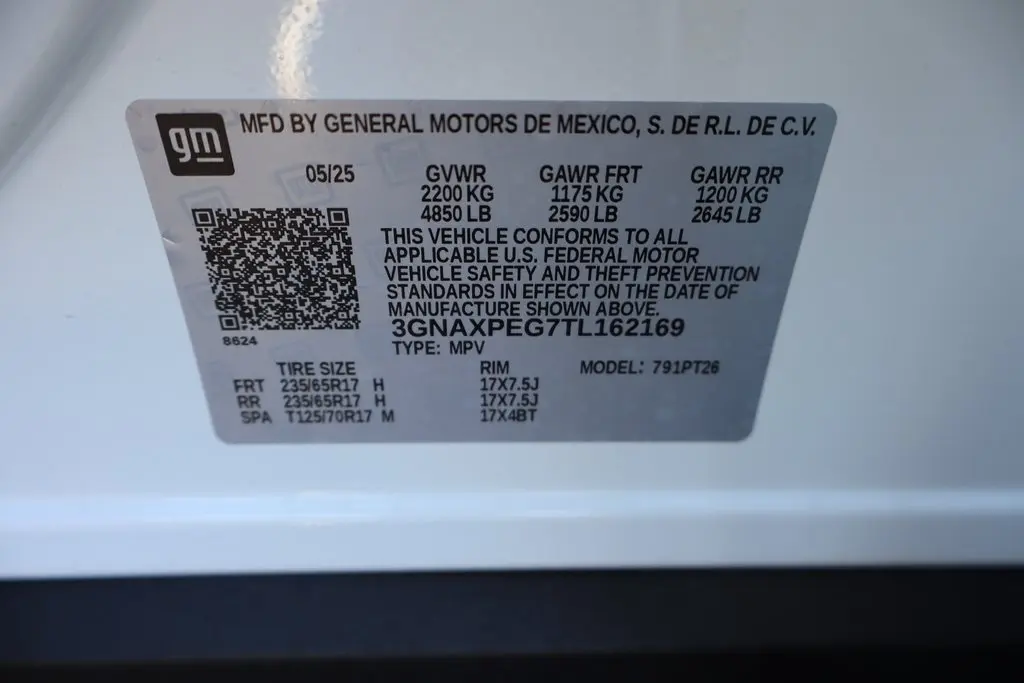 gm MFD BY GENERAL MOTORS DE MEXICO, S. DE R.L. DE C.V.
05/25 GVWR GAWR FRT GAWR RR
2200 KG 1175 KG 1200 KG
4850 LB 2590 LB 2645 LB
THIS VEHICLE CONFORMS TO ALL
APPLICABLE U.S. FEDERAL MOTOR
VEHICLE SAFETY AND THEFT PREVENTION
STANDARDS IN EFFECT ON THE DATE OF
MANUFACTURE SHOWN ABOVE.
3GNAXPEG7TL162169
8624
TYPE: MPV
TIRE SIZE RIM MODEL: 791PT26
FRT 235/65R17 H 17X7.5J
RR 235/65R17 H 17X7.5J
SPA T125/70R17 M 17X4BT